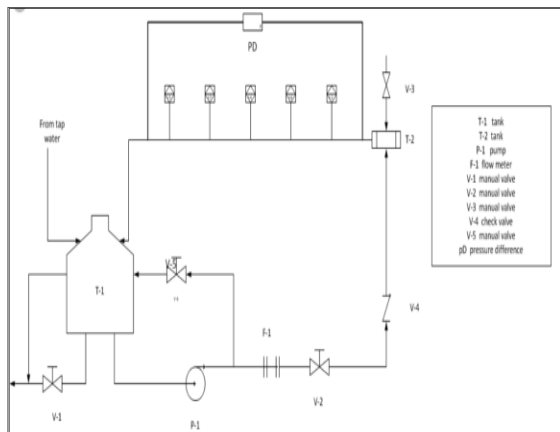 PD
V-3
From tap
water
T-2
T-1 tank
T-2 tank
P-1 pump
F-1 flow meter
V-1 manual valve
V-2 manual valve
V-3 manual valve
V-4 check valve
V-5 manual valve
pD pressure difference
V-5
T-1
V-4
F-1
V-2
V-1
P-1